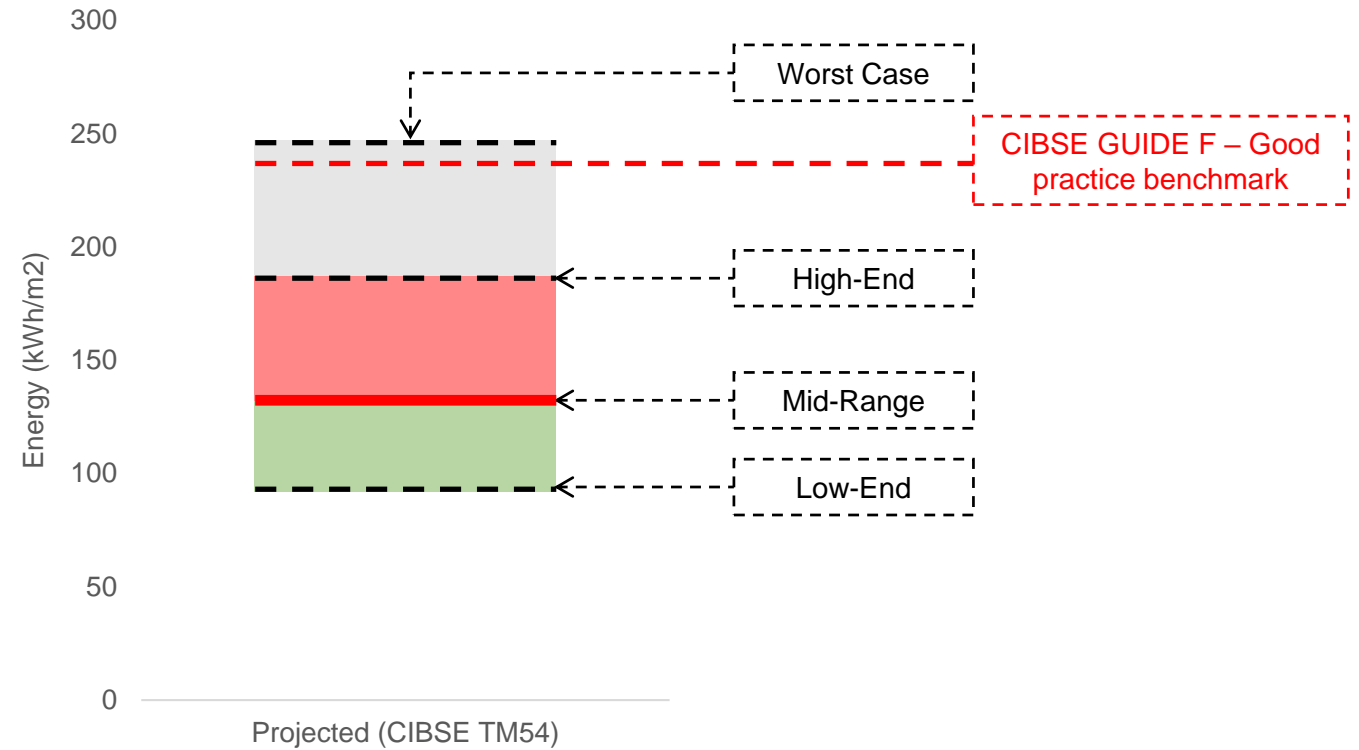 300
250
200
150
100
50
0
Energy (kWh/m2)
Projected (CIBSE TM54)
Worst Case
CIBSE GUIDE F – Good
practice benchmark
High-End
Mid-Range
Low-End